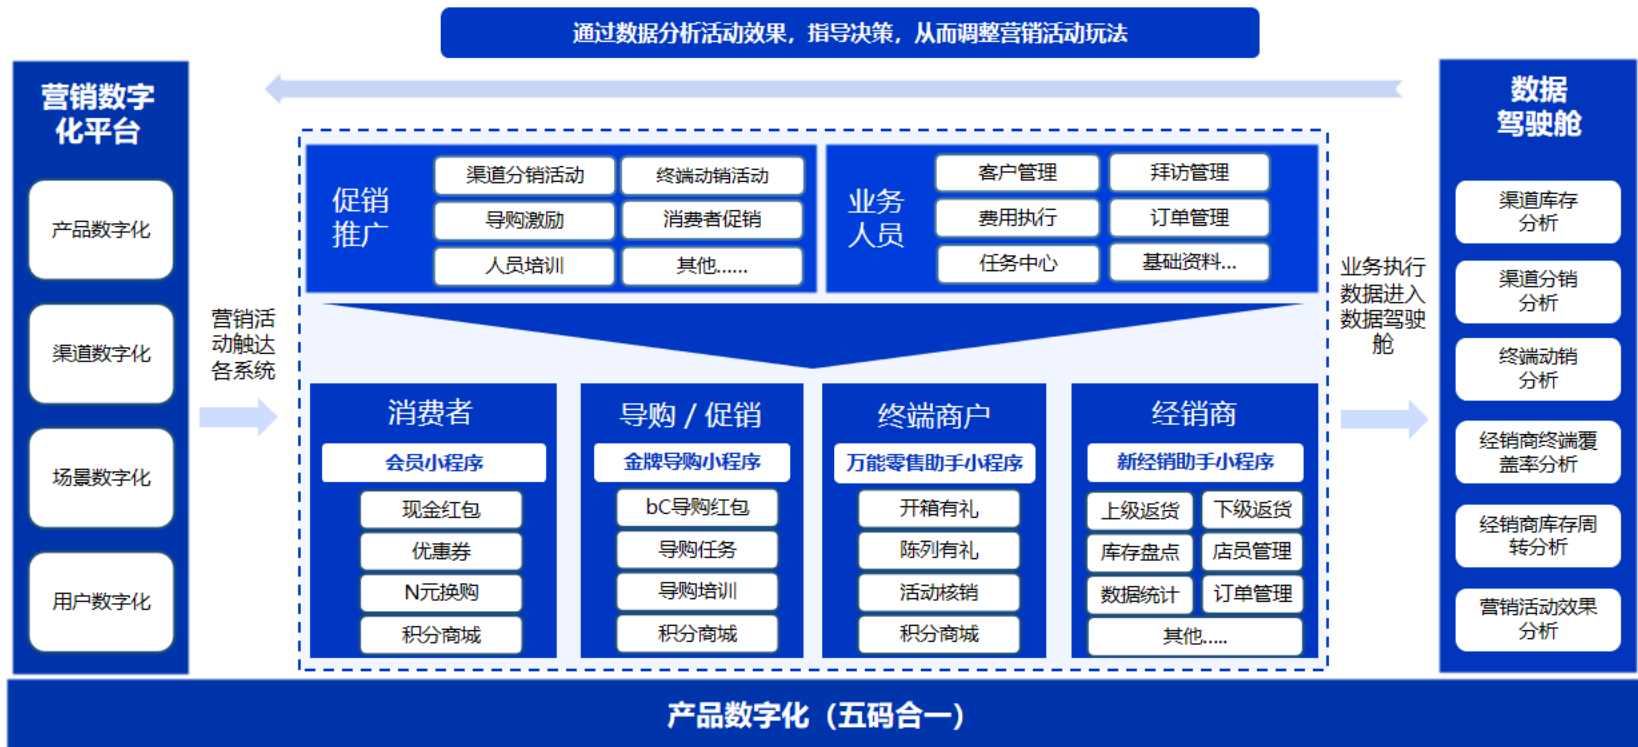 通过数据分析活动效果，指导决策，从而调整营销活动玩法
营销数字
化平台
产品数字化
渠道数字化
场景数字化
用户数字化
营销活
动触达
各系统
促销
推广
渠道分销活动
终端动销活动
导购激励
消费者促销
人员培训
其他......
业务
人员
客户管理
拜访管理
费用执行
订单管理
任务中心
基础资料...
消费者
会员小程序
现金红包
优惠券
N元换购
积分商城
导购 / 促销
金牌导购小程序
bC导购红包
导购任务
导购培训
积分商城
终端商户
万能零售助手小程序
开箱有礼
陈列有礼
活动核销
积分商城
经销商
新经销助手小程序
上级返货
下级返货
库存盘点
店员管理
数据统计
订单管理
其他.....
业务执行
数据进入
数据驾驶
舱
数据
驾驶舱
渠道库存
分析
渠道分销
分析
终端动销
分析
经销商终端覆
盖率分析
经销商库存周
转分析
营销活动效果
分析
产品数字化（五码合一）